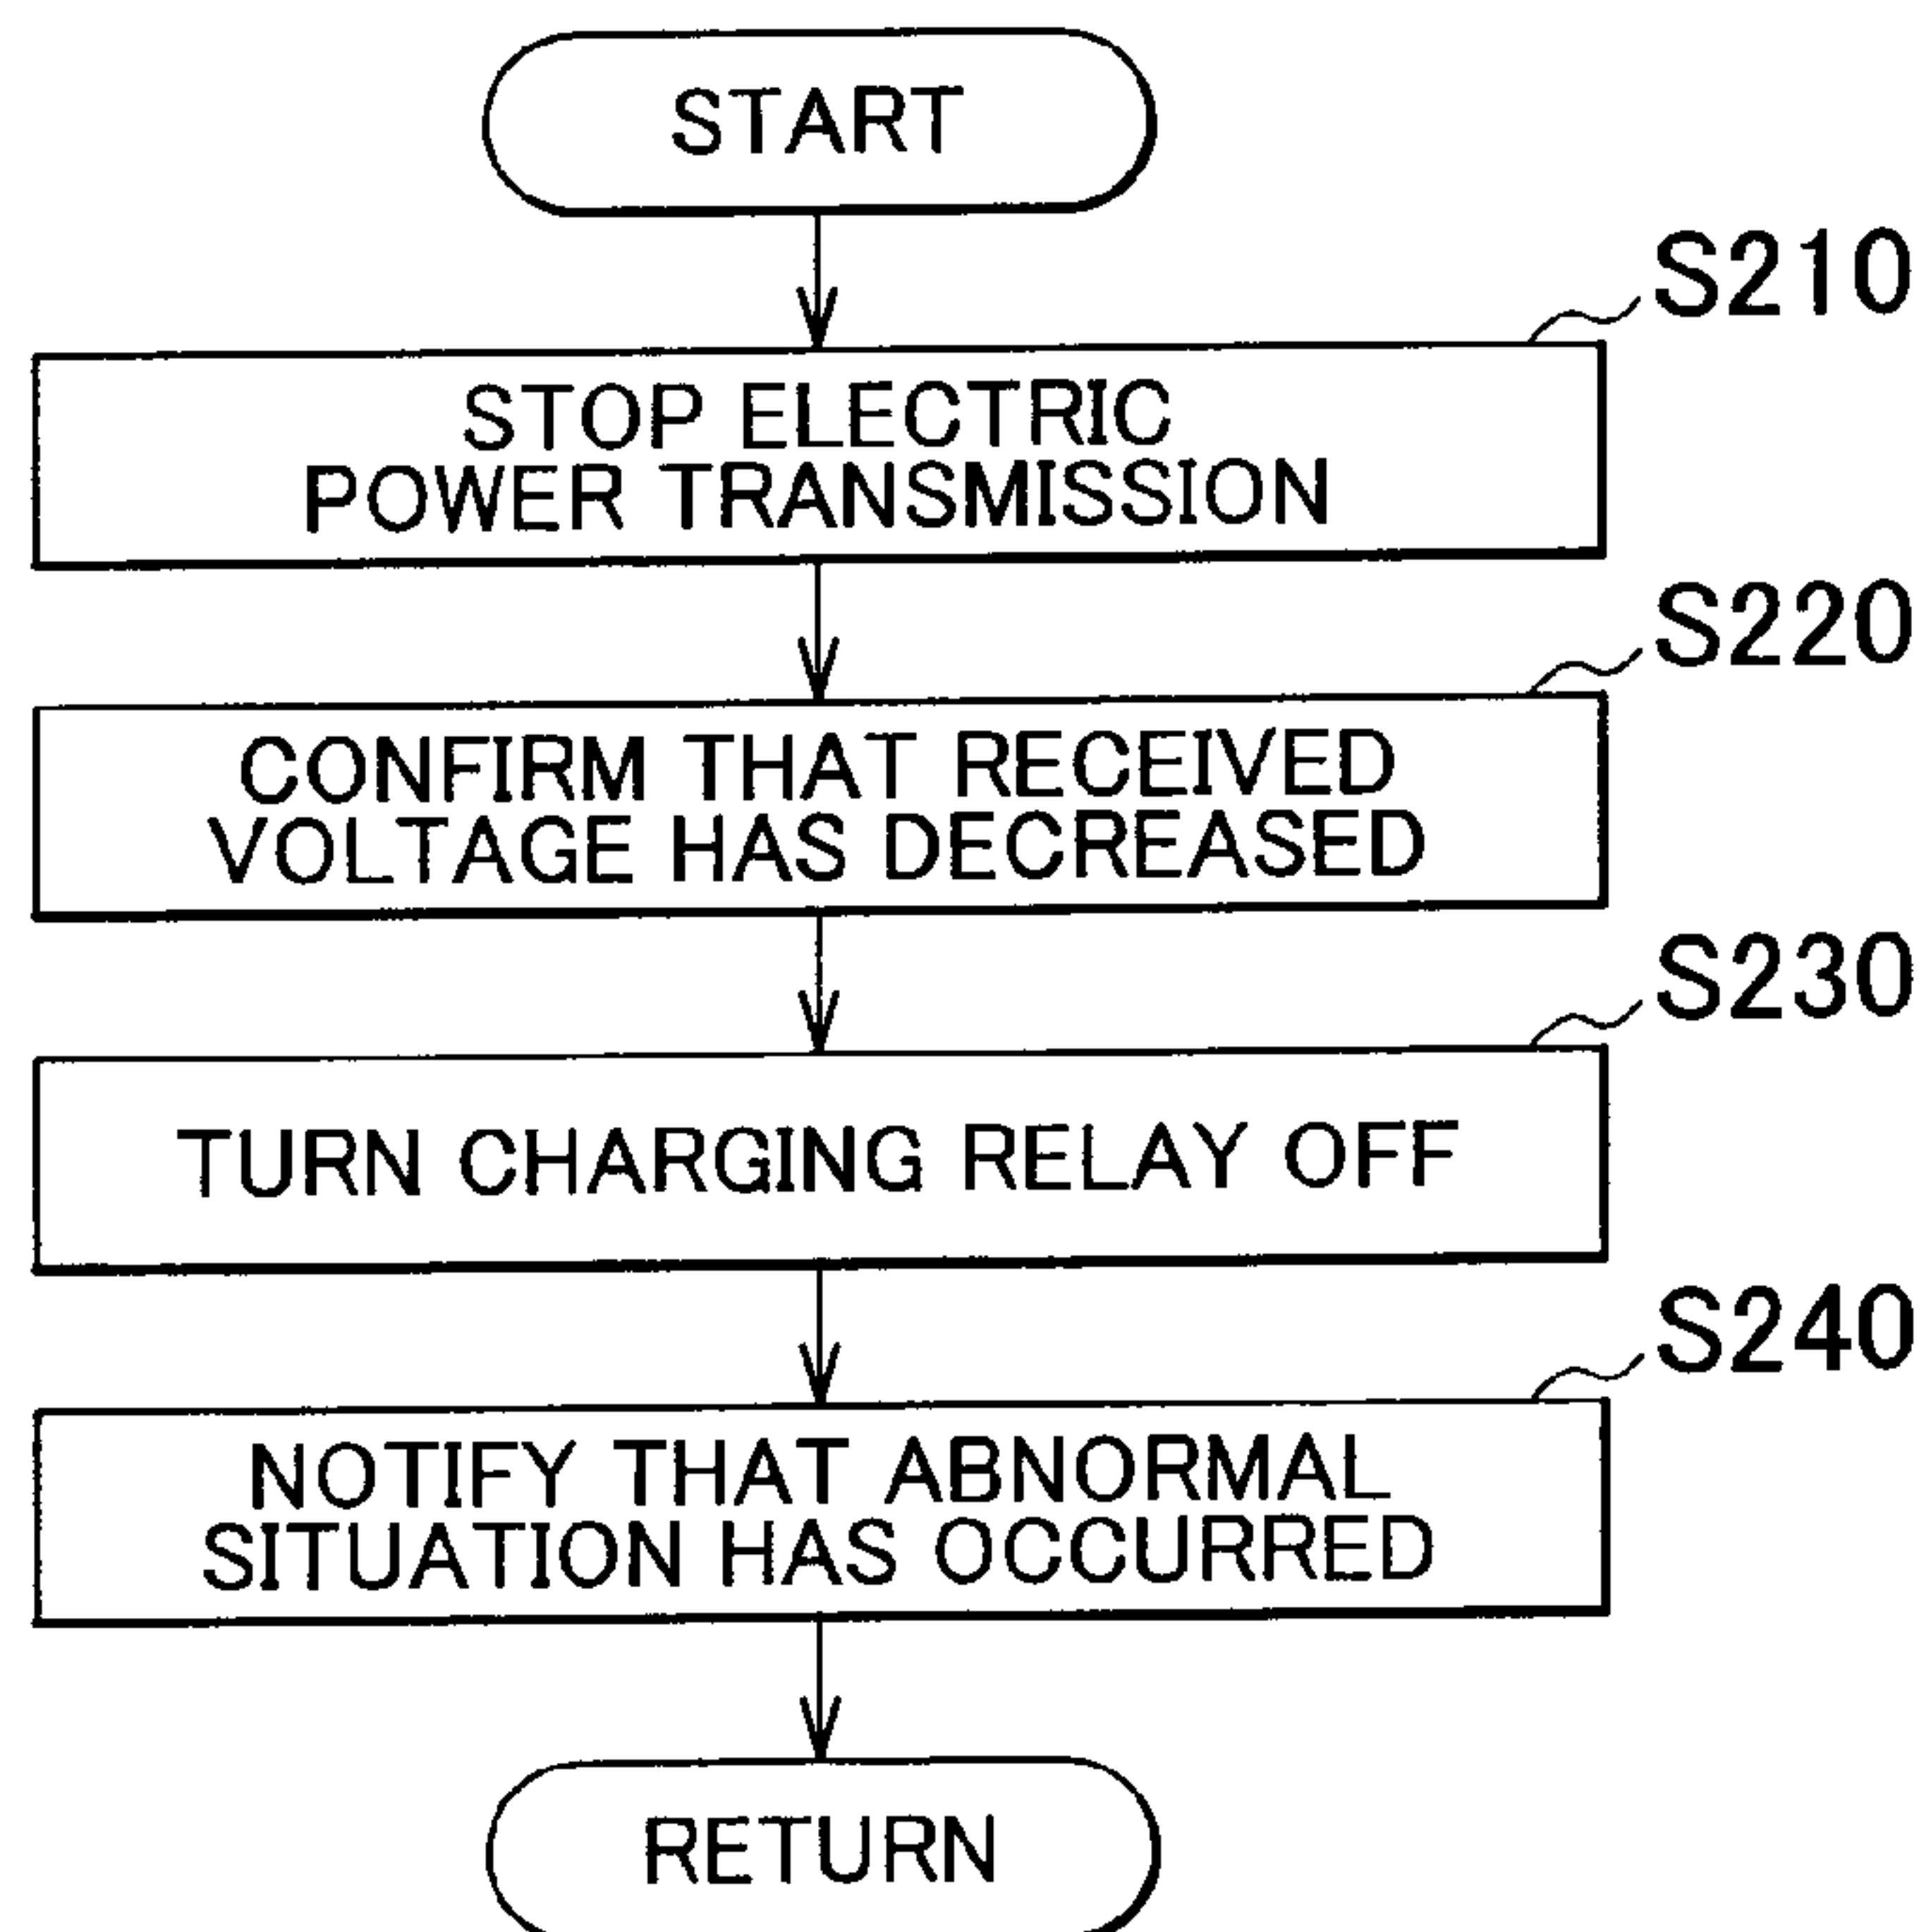 START
S210
STOP ELECTRIC
POWER TRANSMISSION
S220
CONFIRM THAT RECEIVED
VOLTAGE HAS DECREASED
S230
TURN CHARGING RELAY OFF
S240
NOTIFY THAT ABNORMAL
SITUATION HAS OCCURRED
RETURN